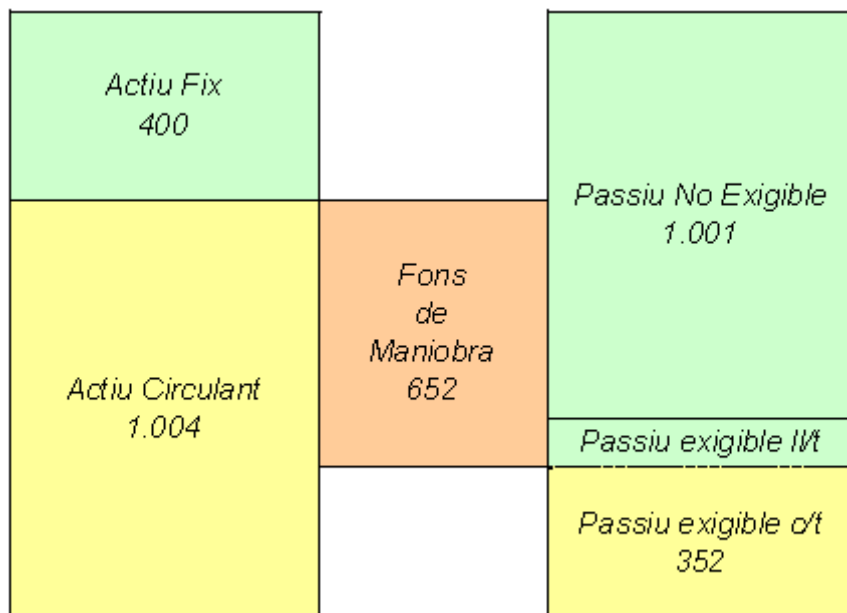 Actiu Fix
400
Actiu Circulant
1.004
Fons
de
Maniobra
652
Passiu No Exigible
1.001
Passiu exigible ll/t
Passiu exigible c/t
352